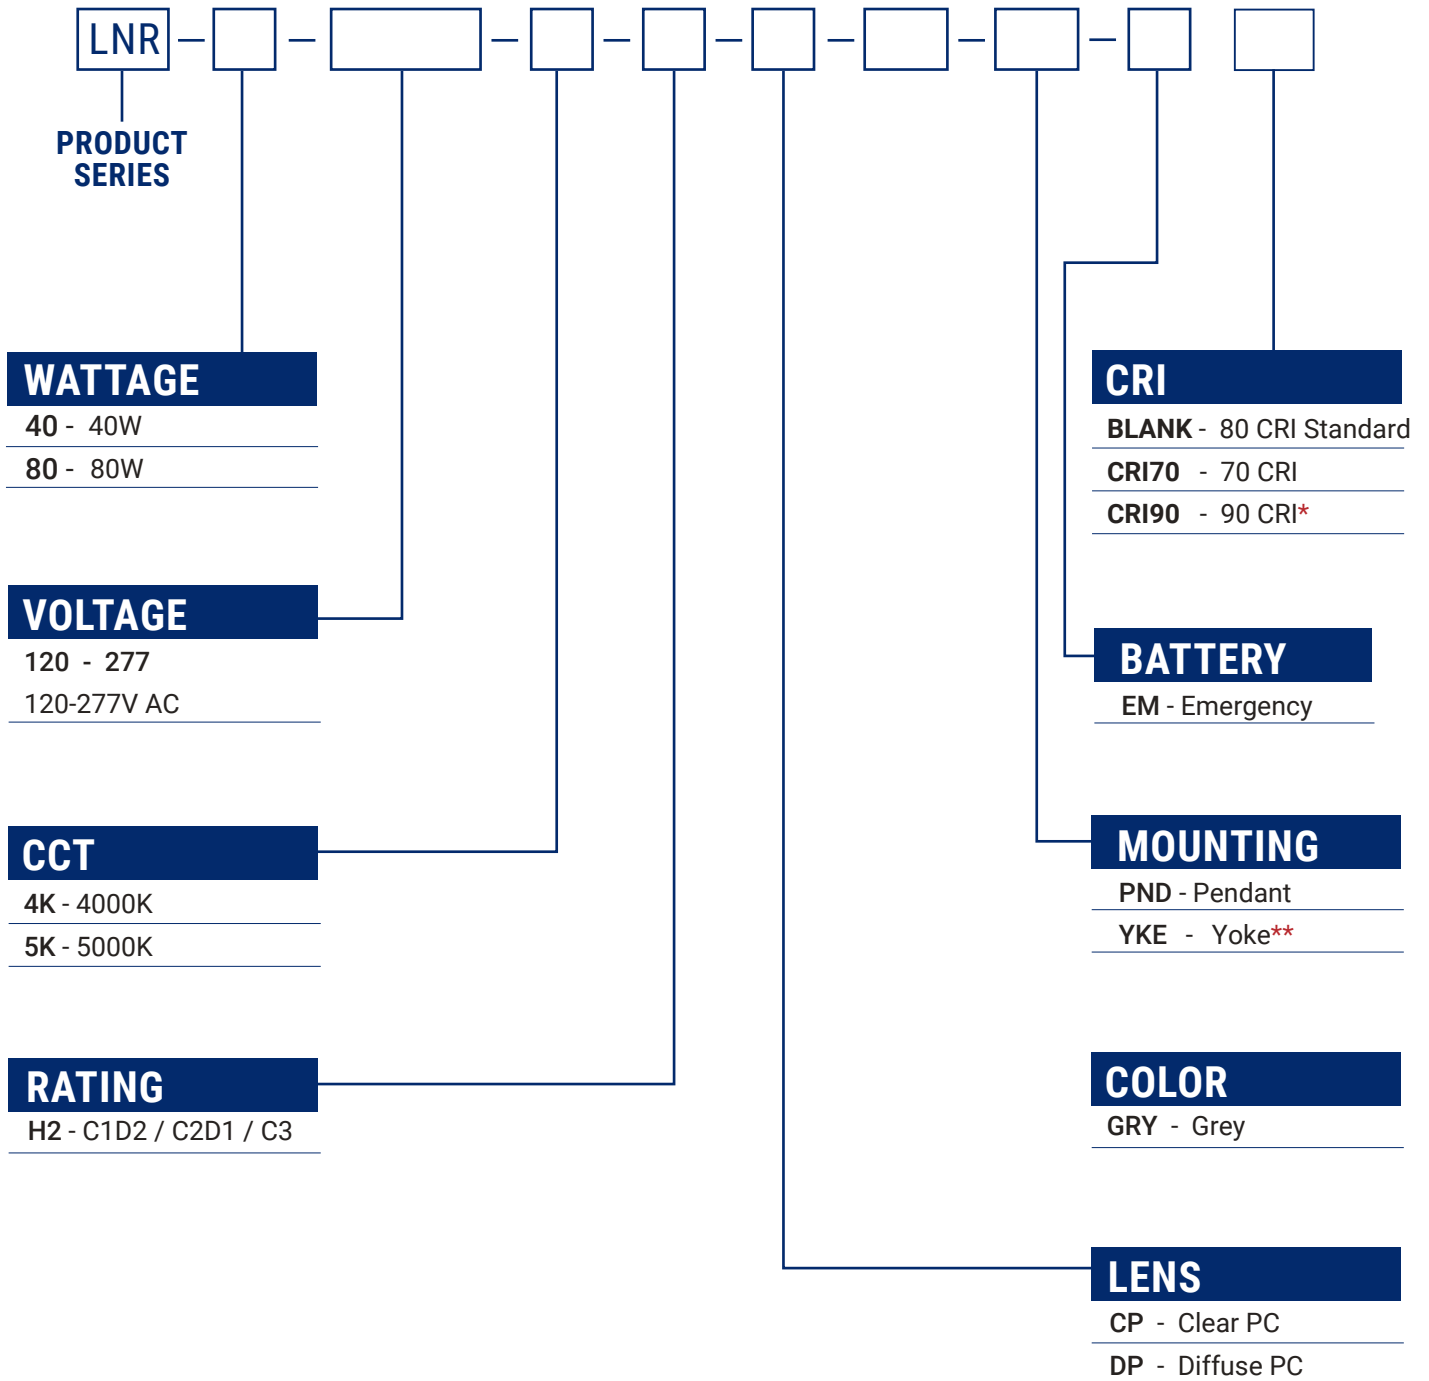 LNR
PRODUCT
SERIES
WATTAGE
40 - 40W
80 - 80W
VOLTAGE
120 - 277
120-277V AC
CCT
4K - 4000K
5K - 5000K
RATING
H2 - C1D2 / C2D1 / C3
CRI
BLANK - 80 CRI Standard
CRI70 - 70 CRI
CRI90 - 90 CRI*
BATTERY
EM - Emergency
MOUNTING
PND - Pendant
YKE - Yoke**
COLOR
GRY - Grey
LENS
CP - Clear PC
DP - Diffuse PC